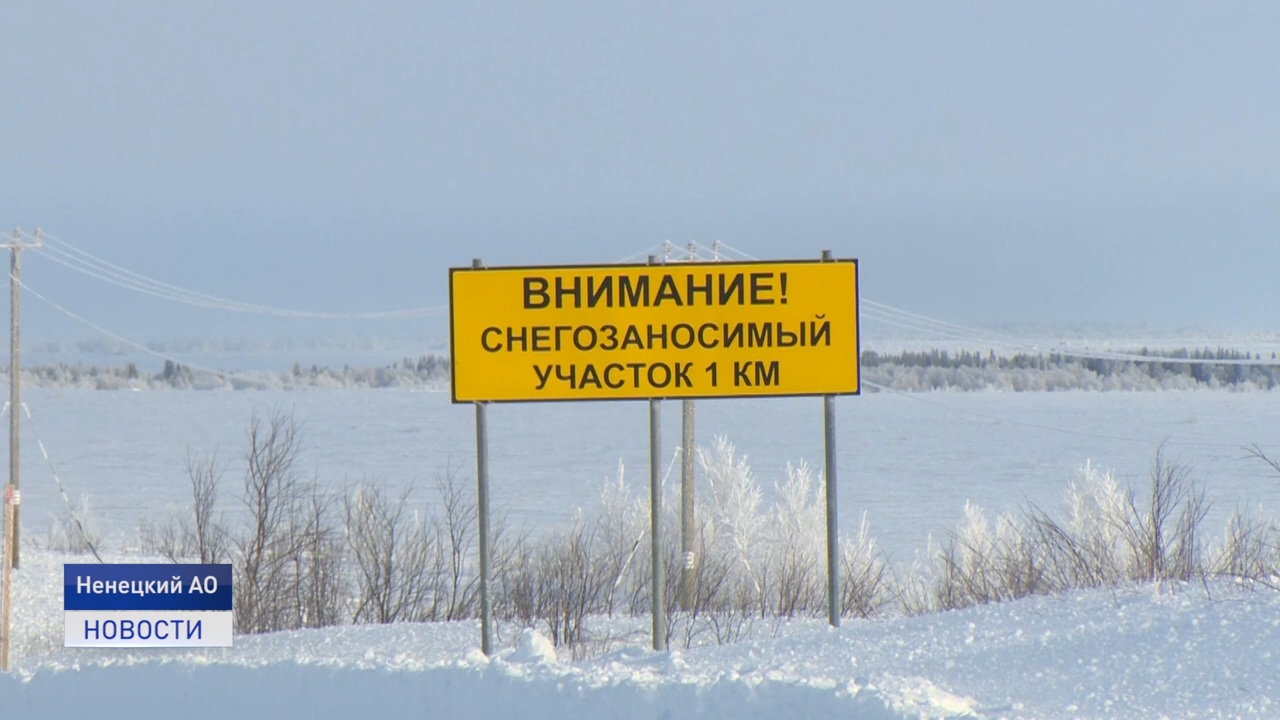 ВНИМАНИЕ!
СНЕГОЗАНОСИМЫЙ
УЧАСТОК 1 КМ
Ненецкий АО
НОВОСТИ